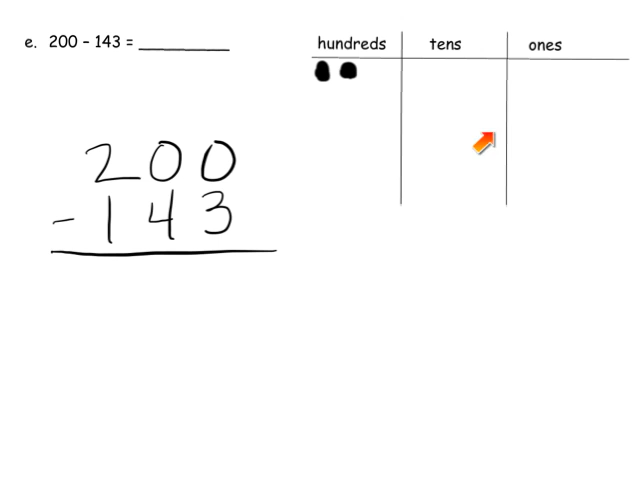 e. 200 - 143 = __________
hundreds tens ones
200
- 143